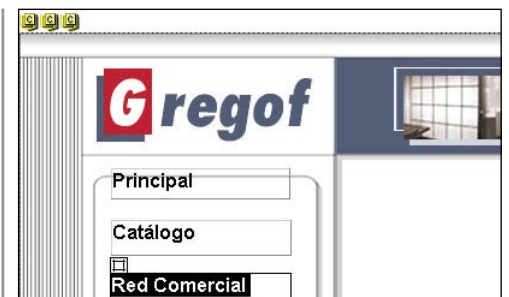 C C C
Gregof
Principal
Catálogo
Red Comercial